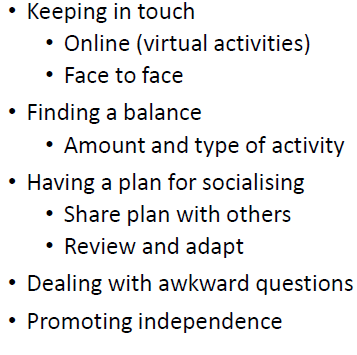 • Keeping in touch
• Online (virtual activities)
• Face to face
• Finding a balance
• Amount and type of activity
• Having a plan for socialising
• Share plan with others
• Review and adapt
• Dealing with awkward questions
• Promoting independence